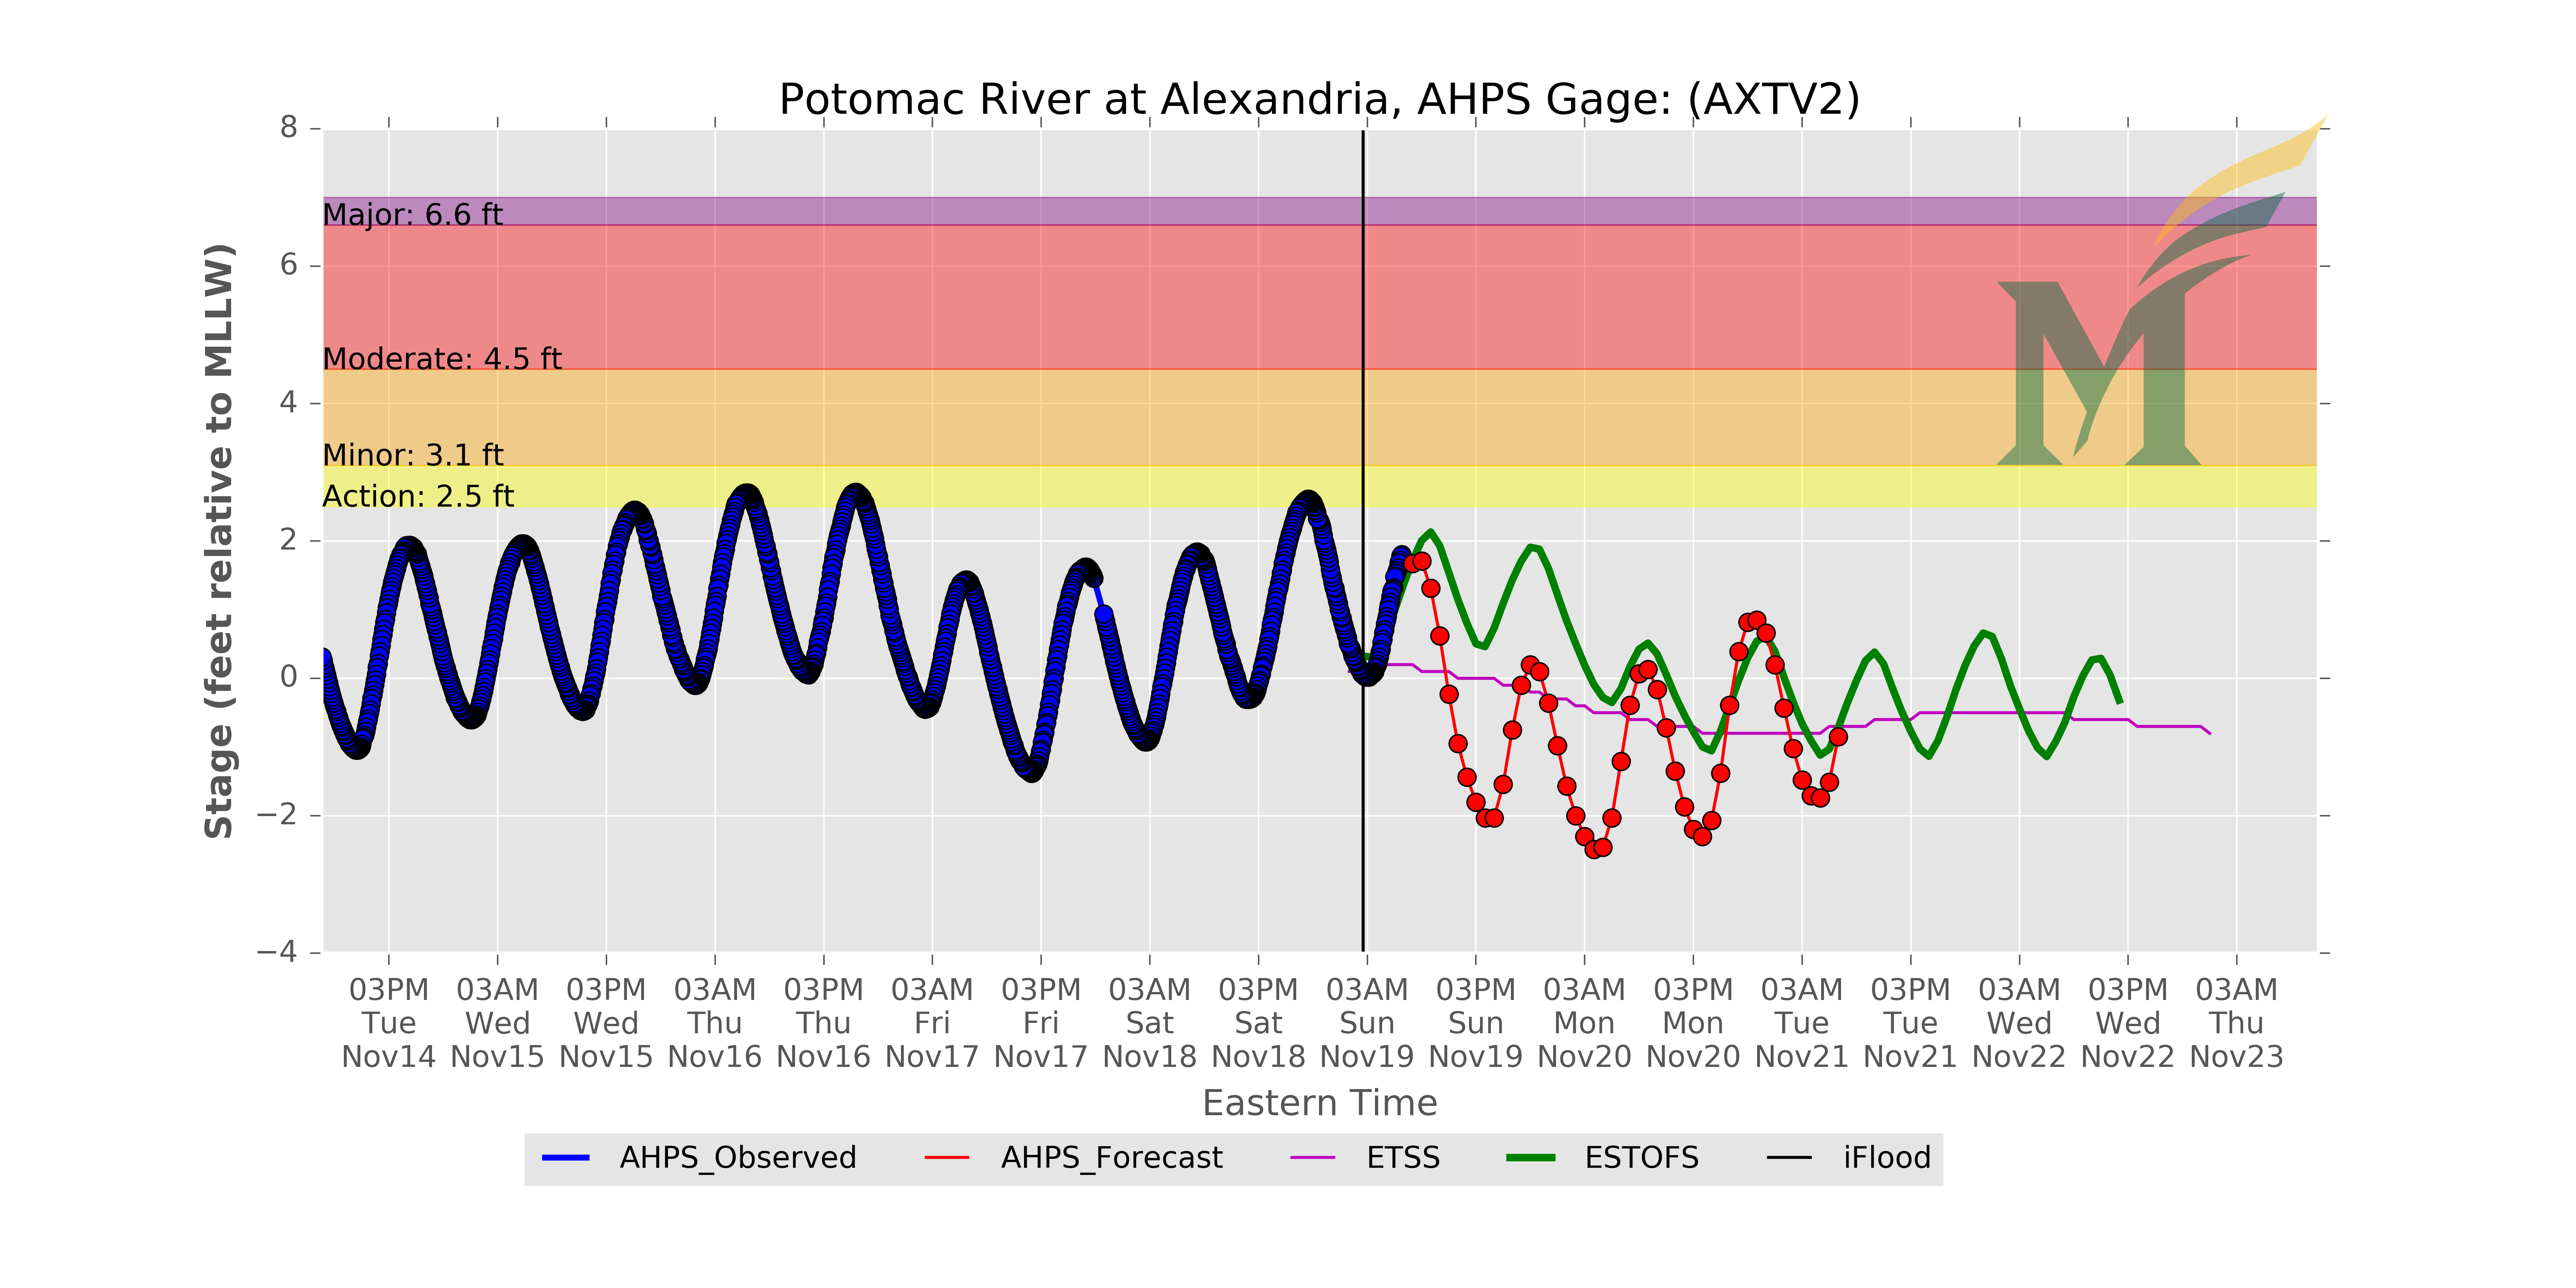 Potomac River at Alexandria, AHPS Gage: (AXTV2)
Stage (feet relative to MLLW)
8
6
4
2
0
−2
−4
Major: 6.6 ft
Moderate: 4.5 ft
Minor: 3.1 ft
Action: 2.5 ft
M
03PM 03AM 03PM 03AM 03PM 03AM 03PM 03AM 03PM 03AM 03PM 03AM 03PM 03AM 03PM 03AM 03PM 03AM
Tue Wed Wed Thu Thu Fri Fri Sat Sat Sun Sun Mon Mon Tue Tue Wed Wed Thu
Nov14 Nov15 Nov15 Nov16 Nov16 Nov17 Nov17 Nov18 Nov18 Nov19 Nov19 Nov20 Nov20 Nov21 Nov21 Nov22 Nov22 Nov23
Eastern Time
AHPS_Observed AHPS_Forecast ETSS ESTOFS iFlood